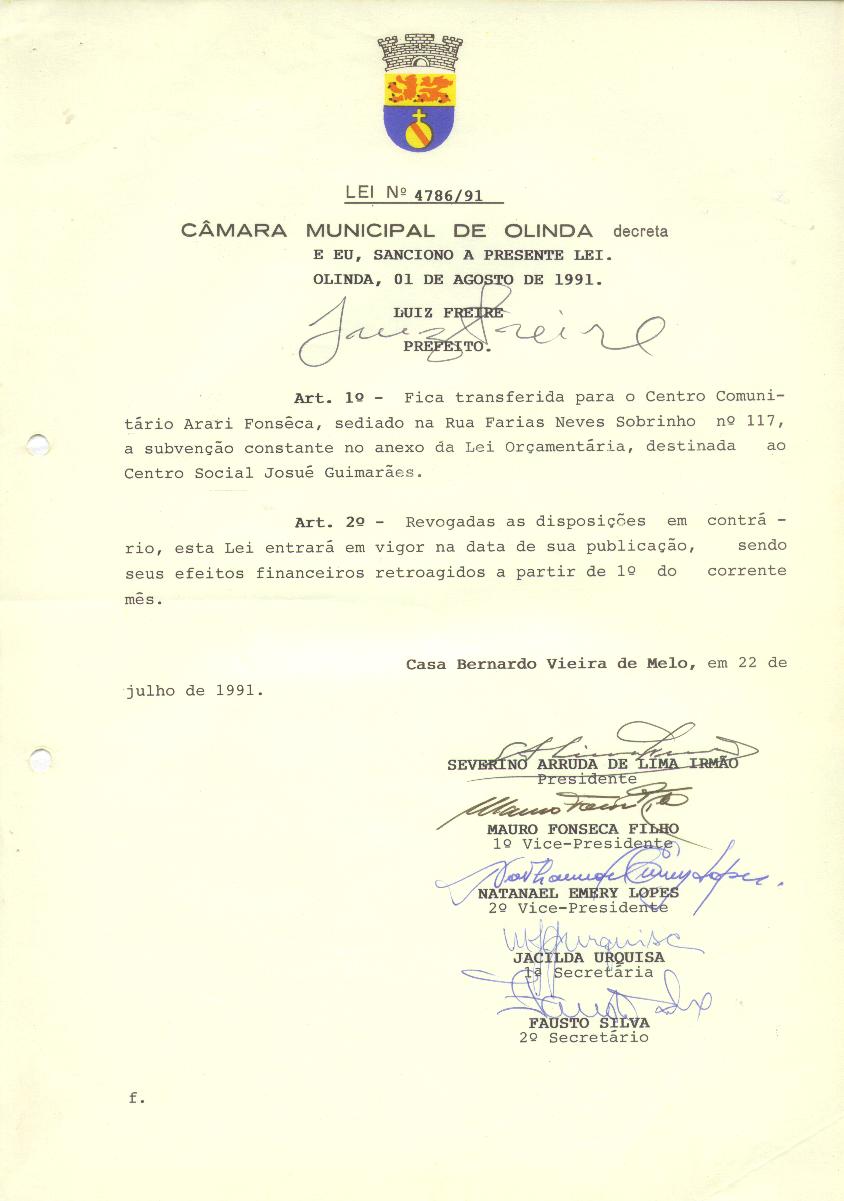 LEI Nº 4786/91
CÂMARA MUNICIPAL DE OLINDA decreta
E EU, SANCIONO A PRESENTE LEI.
OLINDA, 01 DE AGOSTO DE 1991.
LUIZ FREIRE
Luiz Freire
PREFEITO.
Art. 1º - Fica transferida para o Centro Comuni-
tário Arari Fonsêca, sediado na Rua Farias Neves Sobrinho nº 117,
a subvenção constante no anexo da Lei Orçamentária, destinada ao
Centro Social Josué Guimarães.
Art. 2º - Revogadas as disposições em contrá -
rio, esta Lei entrará em vigor na data de sua publicação, sendo
seus efeitos financeiros retroagidos a partir de 1º do corrente
mês.
Casa Bernardo Vieira de Melo, em 22 de
julho de 1991.
SEVERINO ARRUDA DE LIMA IRMÃO
Presidente
MAURO FONSECA FILHO
1º Vice-Presidente
NATANAEL EMERY LOPES
2º Vice-Presidente
JACILDA URQUISA
1ª Secretária
FAUSTO SILVA
2º Secretário
f.